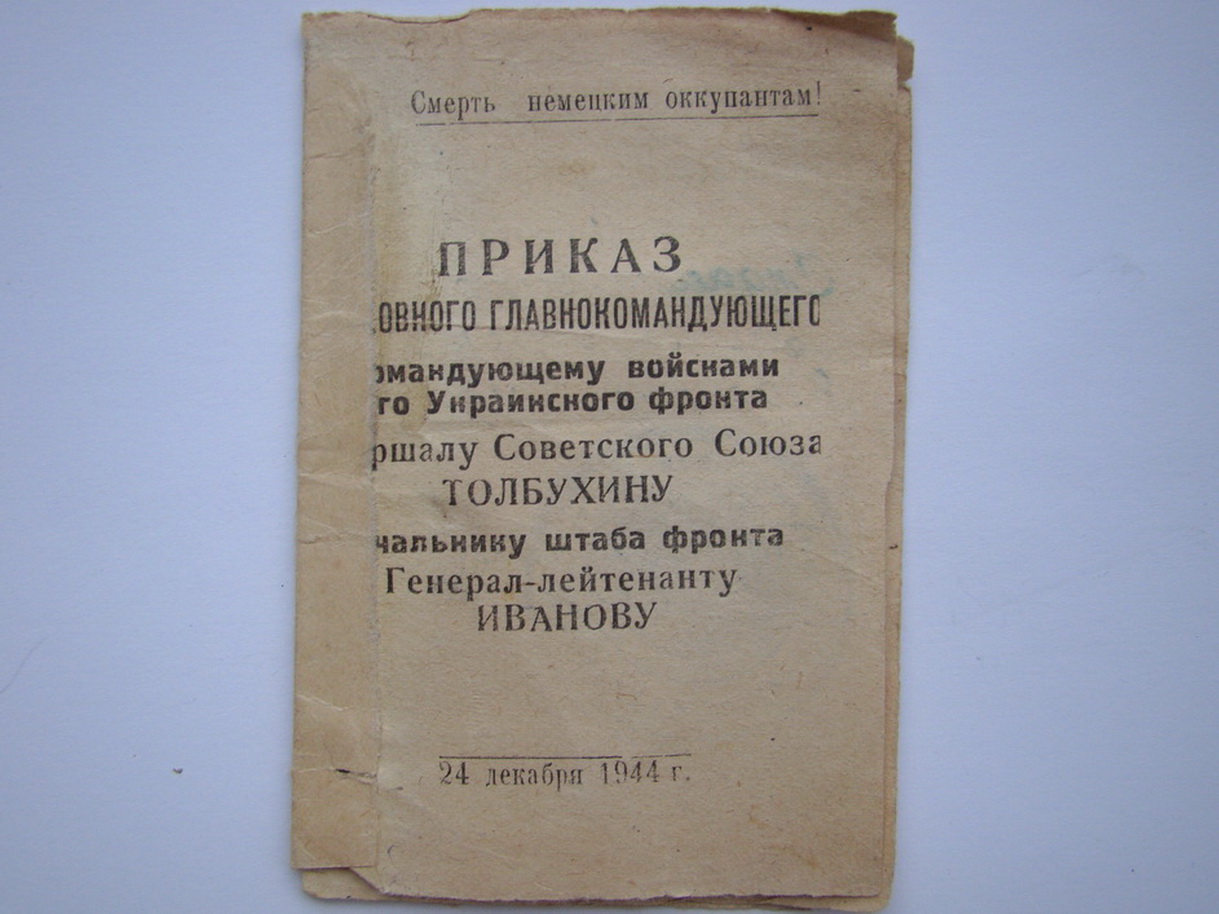 Смерть немецким оккупантам!
ПРИКАЗ
ОВНОГО ГЛАВНОКОМАНДУЮЩЕГО
омандующему войсками
го Украинского фронта
ршалу Советского Союза
ТОЛБУХИНУ
чальнику штаба фронта
Генерал-лейтенанту
ИВАНОВУ
24 декабря 1944 г.